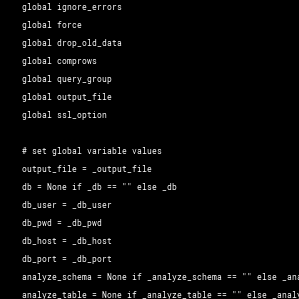 global ignore_errors
global force
global drop_old_data
global comprows
global query_group
global output_file
global ssl_option
# set global variable values
output_file = _output_file
db = None if _db == "" else _db
db_user = _db_user
db_pwd = _db_pwd
db_host = _db_host
db_port = _db_port
analyze_schema = None if _analyze_schema == "" else _ana
analyze_table = None if _analyze_table == "" else _analy